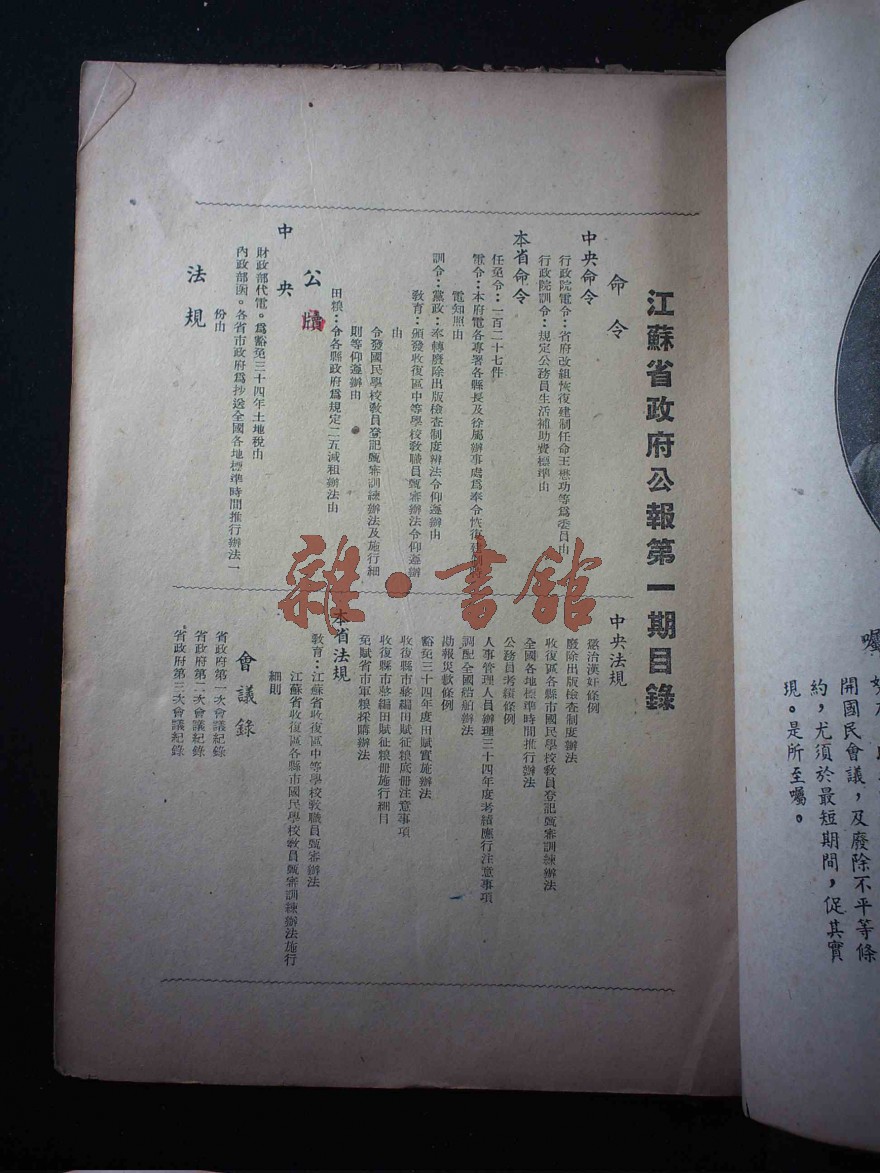 江蘇省政府公報第一期目錄
命令
中央命令
行政院電令：省府改組恢復建制任命王懋功等爲委員由
行政院訓令：規定公務員生活補助費標準由
本省命令
任免令：一百二十七件
電令：本府電各專署各縣長及徐屬辦事處爲奉令恢復建制
電知照由
訓令：黨政：奉轉廢除出版檢查制度辦法令仰遵辦由
敎育：頒發收復區中等學校敎職員甄審辦法令仰遵辦
由
令發國民學校敎員登記甄審訓練辦法及施行細
則等仰遵辦由
田粮：令各縣政府爲規定二五減租辦法由
公牘
中央
財政部代電。爲豁免三十四年土地稅由
內政部函。各省市政府爲抄送全國各地標準時間推行辦法一
份由
法規
中央法規
懲治漢奸條例
廢除出版檢查制度辦法
收復區各縣市國民學校敎員登記甄審訓練辦法
全國各地標準時間推行辦法
公務員考績條例
人事管理人員辦理三十四年度考績應行注意事項
調配全國船舶辦法
勘報災歉條例
豁免三十四年度田賦實施辦法
收復縣市整編田賦征粮底册注意事項
收復縣市整編田賦征粮册施行細目
免賦省市軍粮採購辦法
本省法規
敎育：江蘇省收復區中等學校敎職員甄審辦法
江蘇省收復區各縣市國民學校敎員甄審訓練辦法施行
細則
會議錄
省政府第一次會議紀錄
省政府第二次會議紀錄
省政府第三次會議紀錄
雜·書館
囑
開國民會議，及廢除不平等條
約，尤須於最短期間，促其實
現。是所至囑。